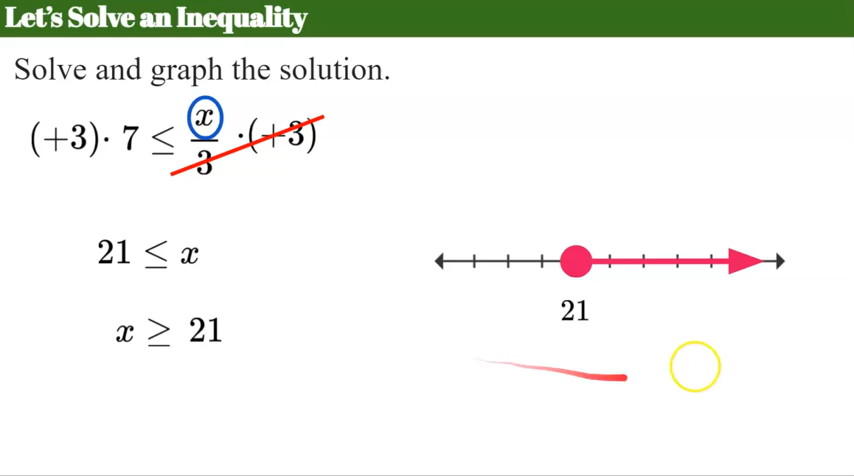 Let's Solve an Inequality
Solve and graph the solution.
(+3) · 7 ≤ x/3 · (+3)
21 ≤ x
x ≥ 21
21